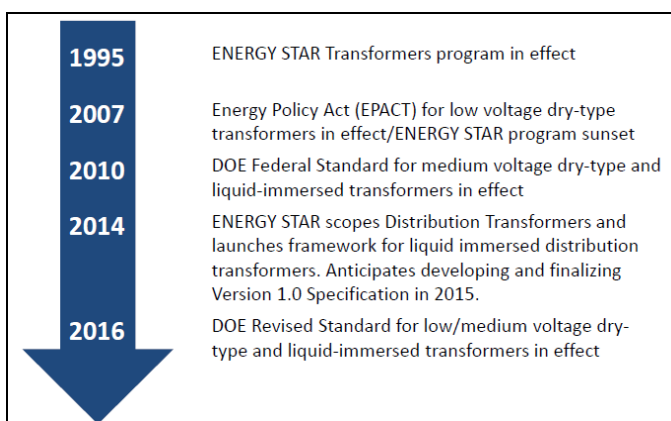 1995 ENERGY STAR Transformers program in effect
2007 Energy Policy Act (EPACT) for low voltage dry-type
transformers in effect/ENERGY STAR program sunset
2010 DOE Federal Standard for medium voltage dry-type and
liquid-immersed transformers in effect
2014 ENERGY STAR scopes Distribution Transformers and
launches framework for liquid immersed distribution
transformers. Anticipates developing and finalizing
Version 1.0 Specification in 2015.
2016 DOE Revised Standard for low/medium voltage dry-
type and liquid-immersed transformers in effect